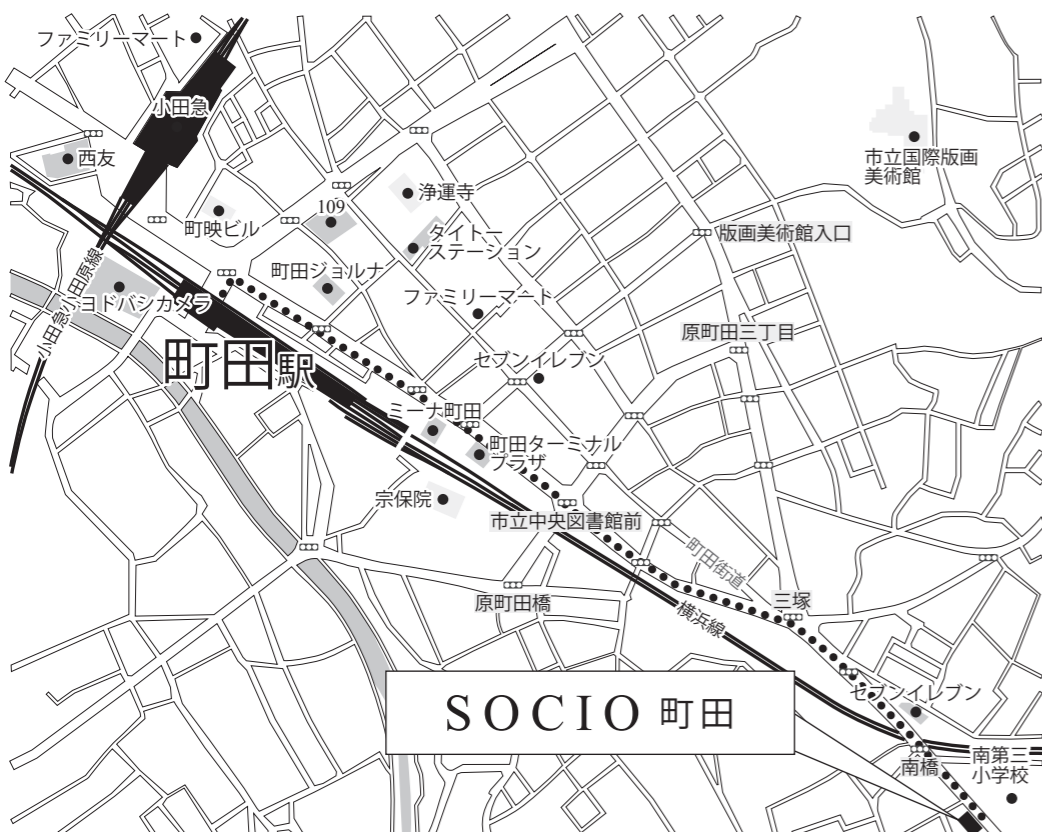 ファミリーマート
小田急
西友
浄運寺
109
町映ビル
タイトー
ステーション
市立国際版画
美術館
版画美術館入口
町田ジョルナ
小田急小田原線
ヨドバシカメラ
ファミリーマート
原町田三丁目
町田駅
セブンイレブン
ミーナ町田
町田ターミナル
プラザ
宗保院
市立中央図書館前
町田街道
原町田橋
三塚
横浜線
SOCIO 町田
セブンイレブン
南橋
南第三
小学校